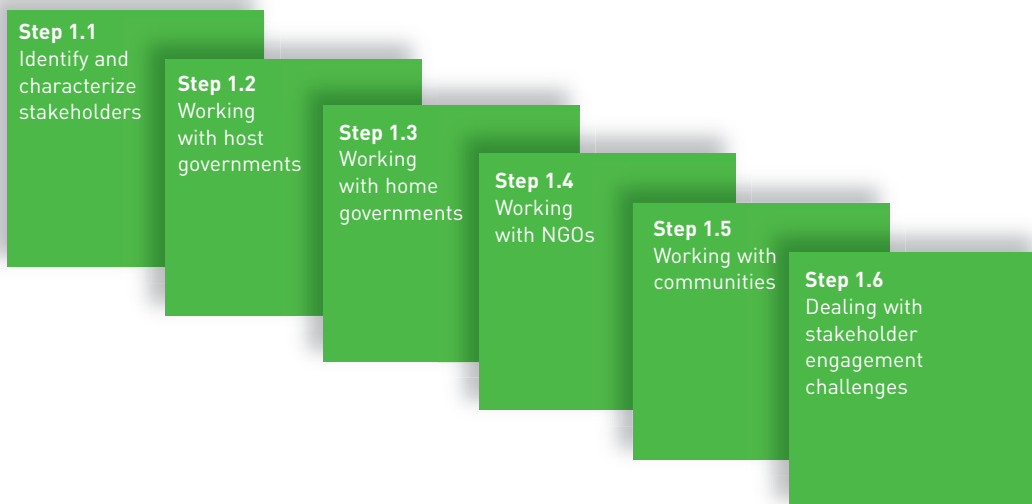 Step 1.1
Identify and
characterize
stakeholders
Step 1.2
Working
with host
governments
Step 1.3
Working
with home
governments
Step 1.4
Working
with NGOs
Step 1.5
Working with
communities
Step 1.6
Dealing with
stakeholder
engagement
challenges